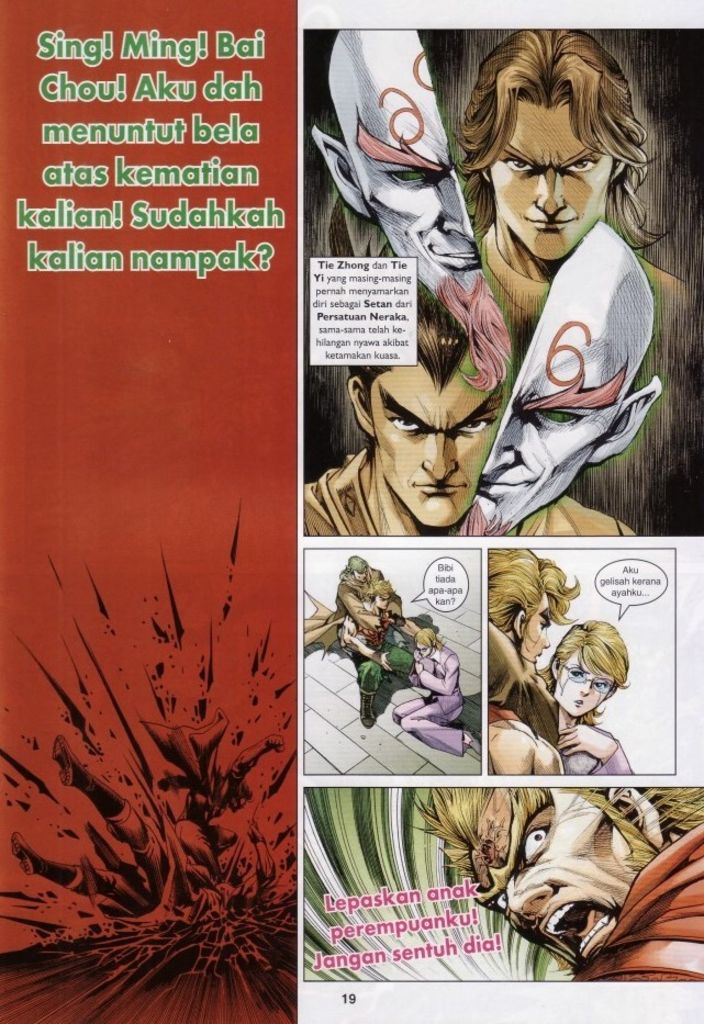 Sing! Ming! Bai
Chou! Aku dah
menuntut bela
atas kematian
kalian! Sudahkah
kalian nampak?
Tie Zhong dan Tie
Yi yang masing-masing
pernah menyamarkan
diri sebagai Setan dari
Persatuan Neraka,
sama-sama telah ke-
hilangan nyawa akibat
ketamakan kuasa.
6
6
Bibi
tiada
apa-apa
kan?
Aku
gelisah kerana
ayahku...
Lepaskan anak
perempuanku!
Jangan sentuh dia!
19